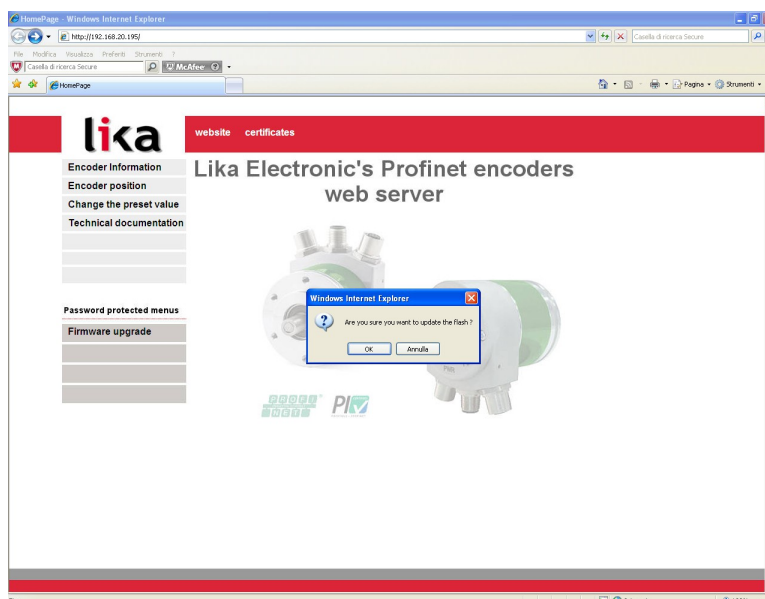 HomePage - Windows Internet Explorer
http://192.168.20.195/
Casella di ricerca Secure
File Modifica Visualizza Preferiti Strumenti ?
Casella di ricerca Secure
McAfee
HomePage
Pagina
Strumenti
lika
website certificates
Encoder Information
Encoder position
Change the preset value
Technical documentation
Password protected menus
Firmware upgrade
Lika Electronic's Profinet encoders
web server
Windows Internet Explorer
Are you sure you want to update the flash ?
OK Annulla
PROFI
NET
PI